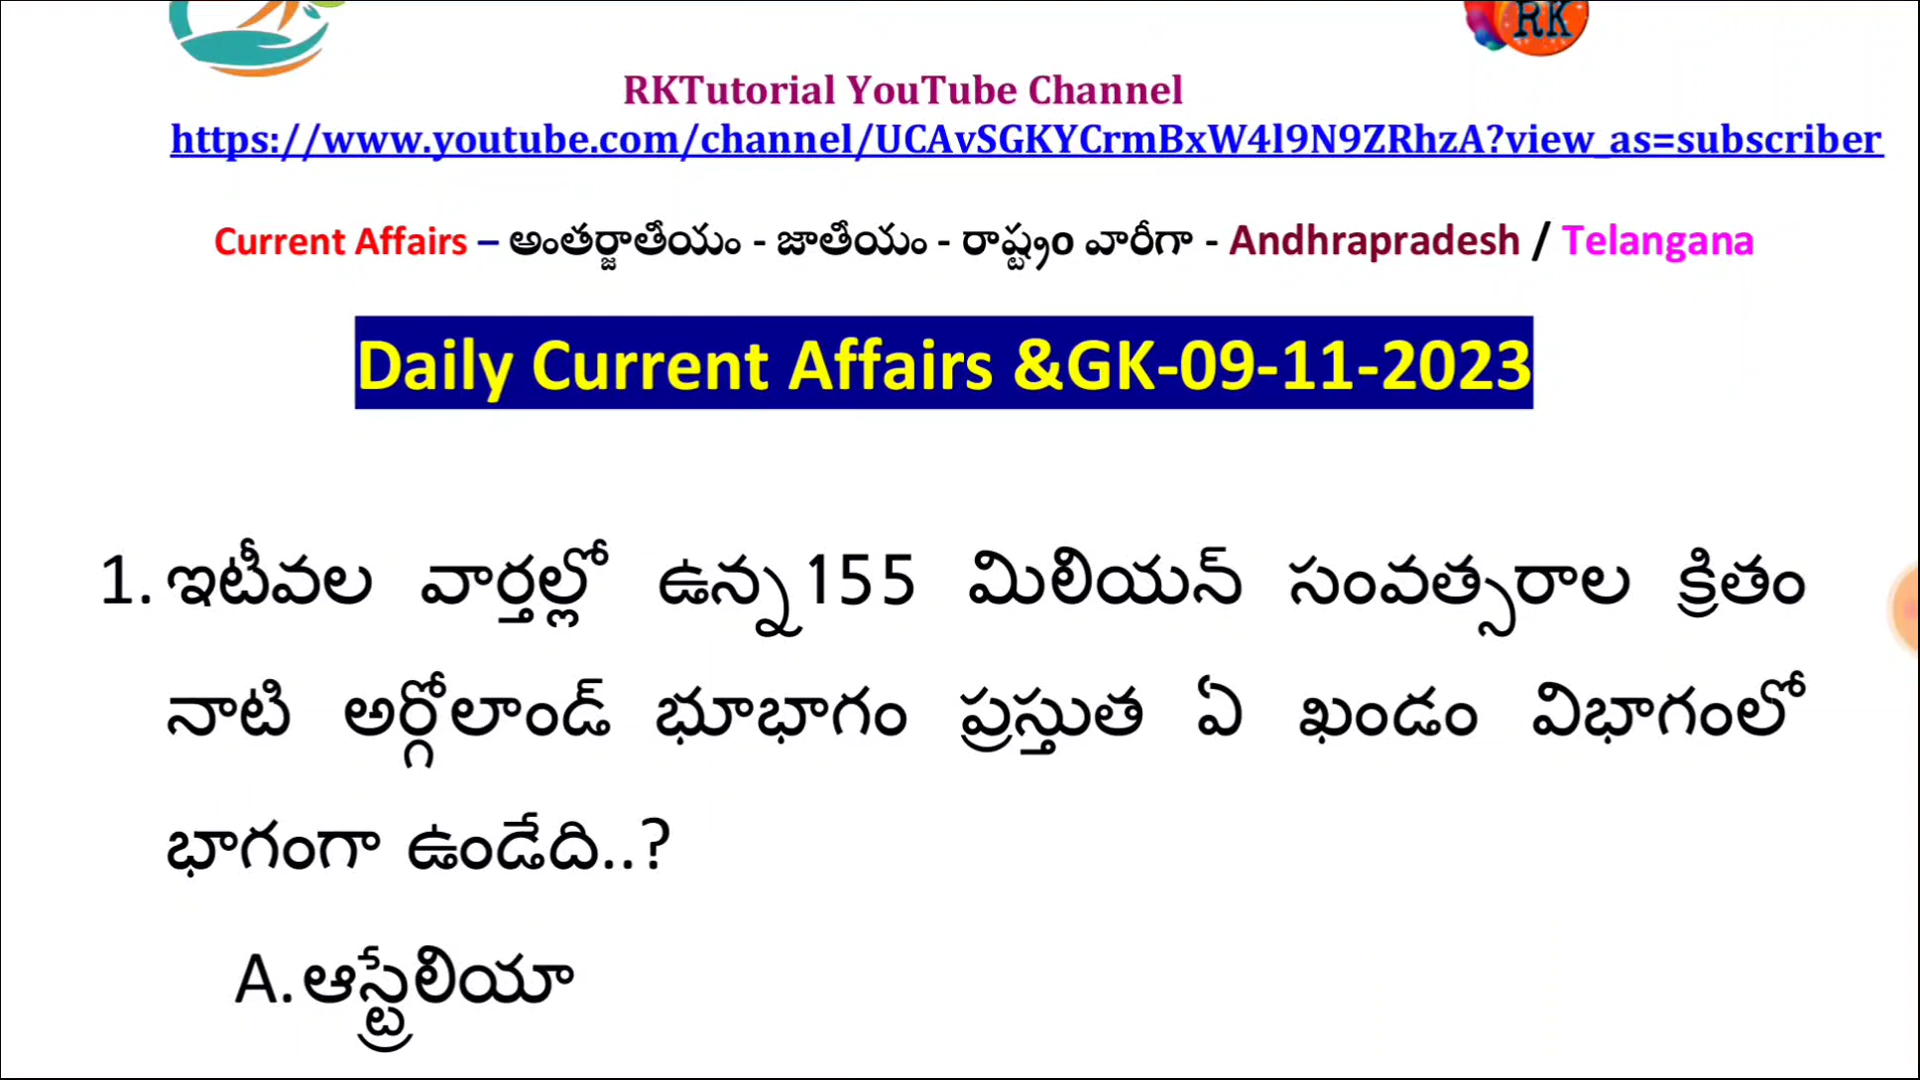 RK
RKTutorial YouTube Channel
https://www.youtube.com/channel/UCAvSGKYCrmBxW4l9N9ZRhzA?view_as=subscriber
Current Affairs – అంతర్జాతీయం - జాతీయం - రాష్ట్రం వారీగా - Andhrapradesh / Telangana
Daily Current Affairs &GK-09-11-2023
1. ఇటీవల వార్తల్లో ఉన్న155 మిలియన్ సంవత్సరాల క్రితం
నాటి అర్గోలాండ్ భూభాగం ప్రస్తుత ఏ ఖండం విభాగంలో
భాగంగా ఉండేది..?
A. ఆస్ట్రేలియా